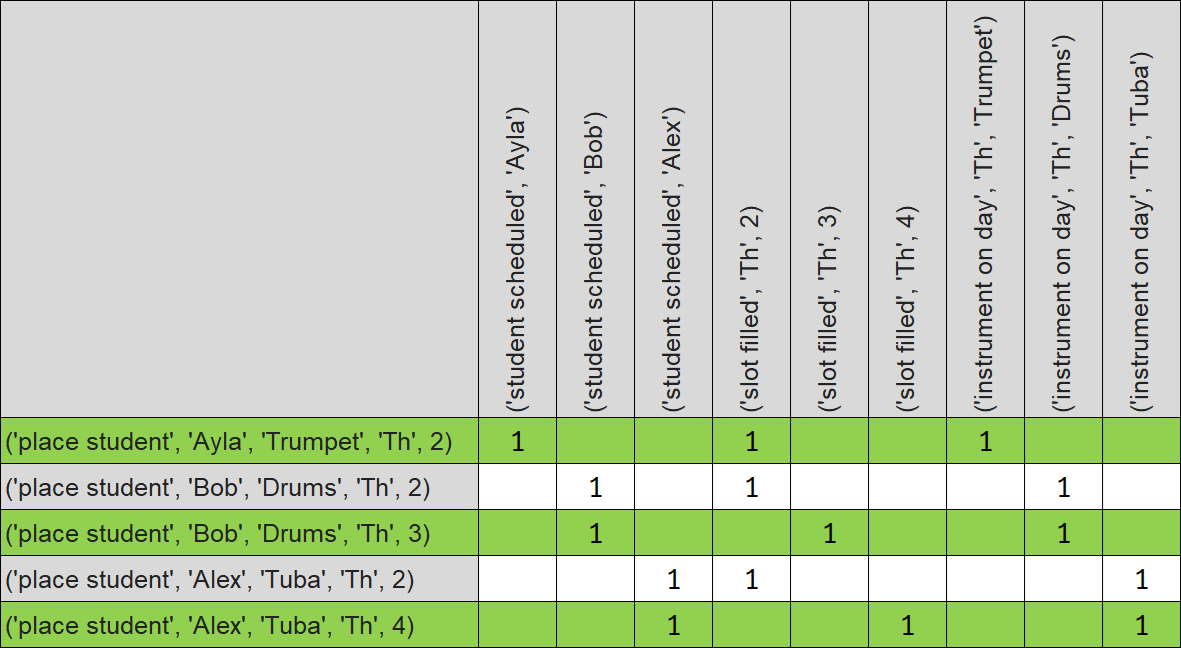 ('student scheduled', 'Ayla')
('student scheduled', 'Bob')
('student scheduled', 'Alex')
('slot filled', 'Th', 2)
('slot filled', 'Th', 3)
('slot filled', 'Th', 4)
('instrument on day', 'Th', 'Trumpet')
('instrument on day', 'Th', 'Drums')
('instrument on day', 'Th', 'Tuba')
('place student', 'Ayla', 'Trumpet', 'Th', 2) 1 1 1
('place student', 'Bob', 'Drums', 'Th', 2) 1 1 1
('place student', 'Bob', 'Drums', 'Th', 3) 1 1 1
('place student', 'Alex', 'Tuba', 'Th', 2) 1 1 1
('place student', 'Alex', 'Tuba', 'Th', 4) 1 1 1